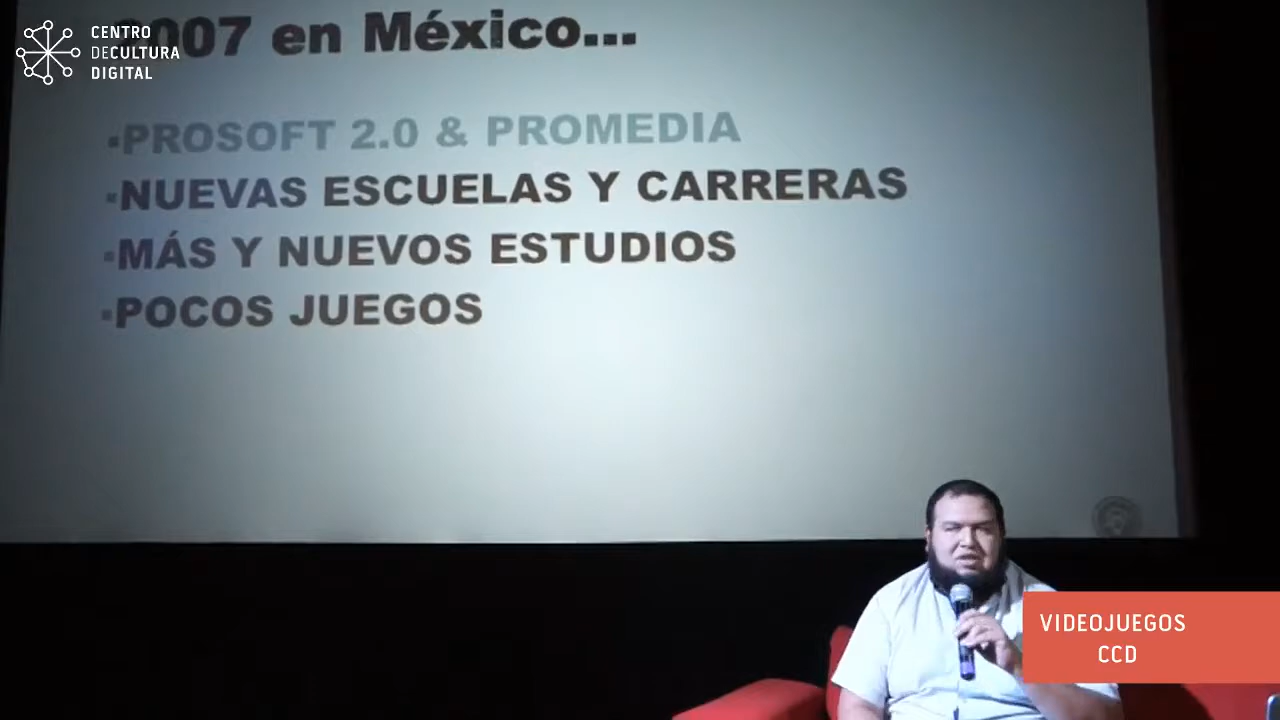 CENTRO
DECULTURA
DIGITAL
2007 en México...
▪PROSOFT 2.0 & PROMEDIA
▪NUEVAS ESCUELAS Y CARRERAS
▪MÁS Y NUEVOS ESTUDIOS
▪POCOS JUEGOS
VIDEOJUEGOS
CCD